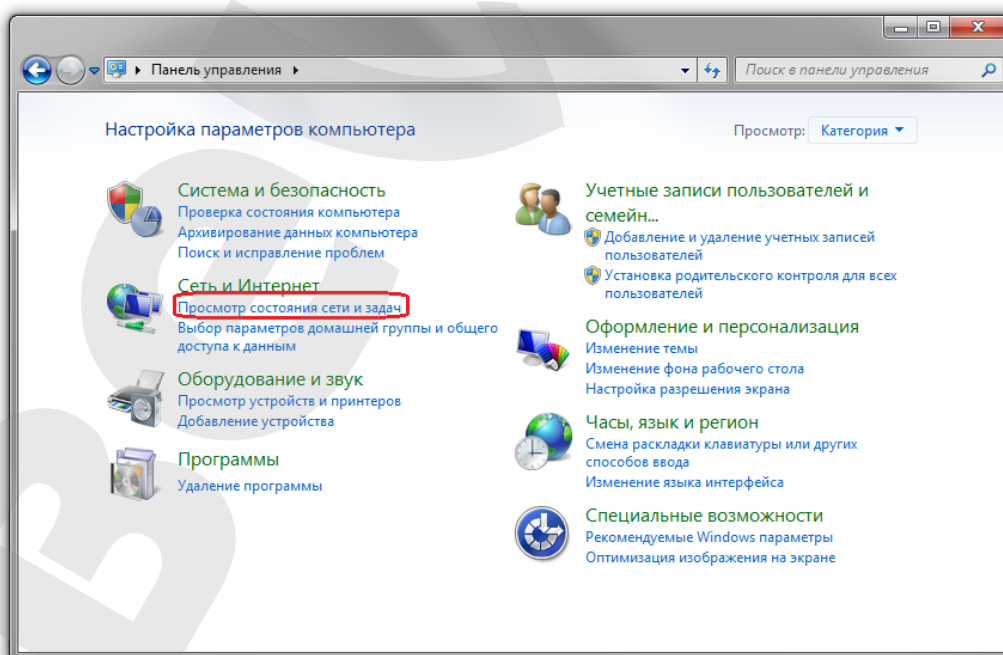 Панель управления
Поиск в панели управления
Настройка параметров компьютера
Просмотр: Категория
Система и безопасность
Проверка состояния компьютера
Архивирование данных компьютера
Поиск и исправление проблем
Сеть и Интернет
Просмотр состояния сети и задач
Выбор параметров домашней группы и общего
доступа к данным
Оборудование и звук
Просмотр устройств и принтеров
Добавление устройства
Программы
Удаление программы
Учетные записи пользователей и
семейн...
Добавление и удаление учетных записей
пользователей
Установка родительского контроля для всех
пользователей
Оформление и персонализация
Изменение темы
Изменение фона рабочего стола
Настройка разрешения экрана
Часы, язык и регион
Смена раскладки клавиатуры или других
способов ввода
Изменение языка интерфейса
Специальные возможности
Рекомендуемые Windows параметры
Оптимизация изображения на экране